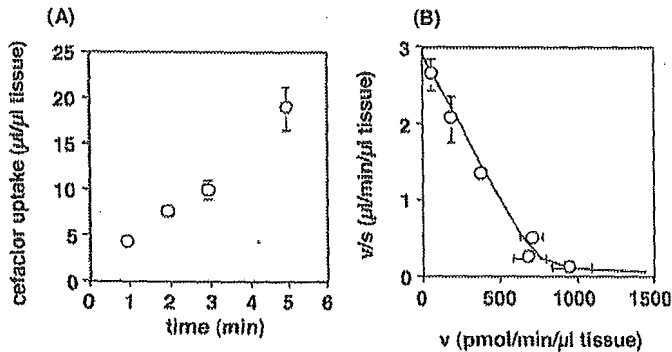 (A)
cefaclor uptake (µl/µl tissue)
25
20
15
10
5
0
0 1 2 3 4 5 6
time (min)
(B)
v/s (µl/min/µl tissue)
3
2
1
0
0 500 1000 1500
v (pmol/min/µl tissue)